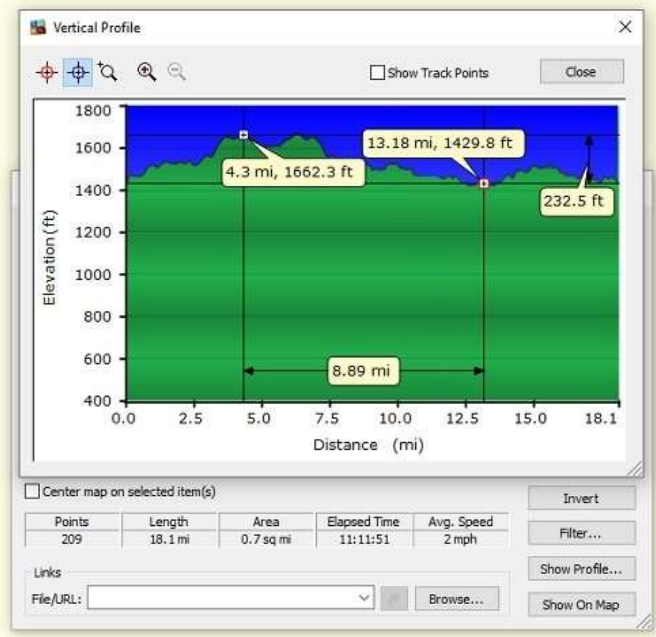 Vertical Profile
Show Track Points
Close
1800
1600
1400
1200
1000
800
600
400
Elevation (ft)
4.3 mi, 1662.3 ft
13.18 mi, 1429.8 ft
232.5 ft
8.89 mi
0.0 2.5 5.0 7.5 10.0 12.5 15.0 18.1
Distance (mi)
Center map on selected item(s)
Invert
Points Length Area Elapsed Time Avg. Speed
209 18.1 mi 0.7 sq mi 11:11:51 2 mph
Filter...
Links
Show Profile...
File/URL: Browse...
Show On Map